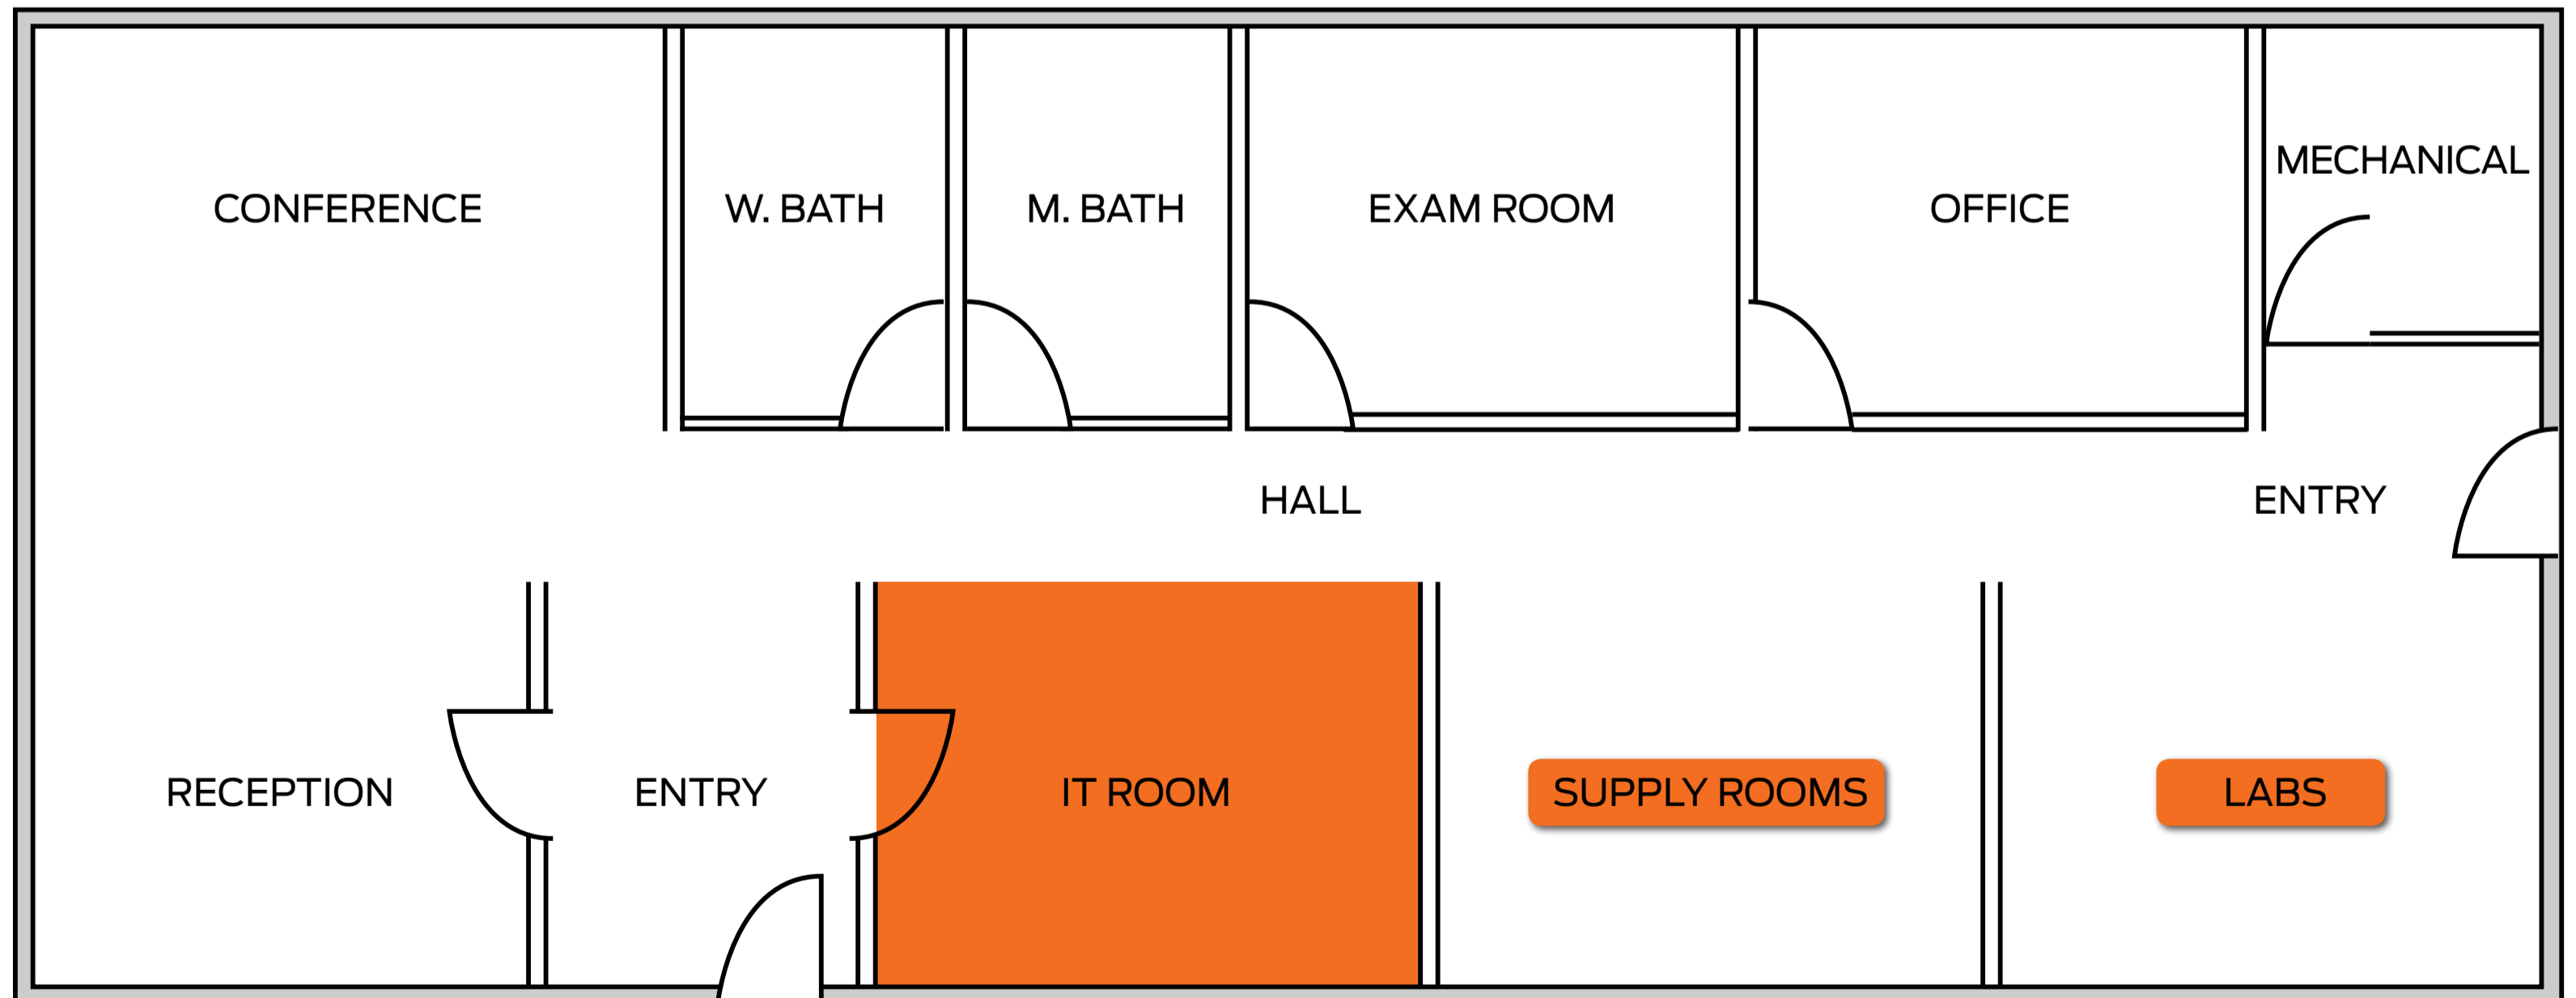 CONFERENCE
W. BATH
M. BATH
EXAM ROOM
OFFICE
MECHANICAL
HALL
ENTRY
RECEPTION
ENTRY
IT ROOM
SUPPLY ROOMS
LABS